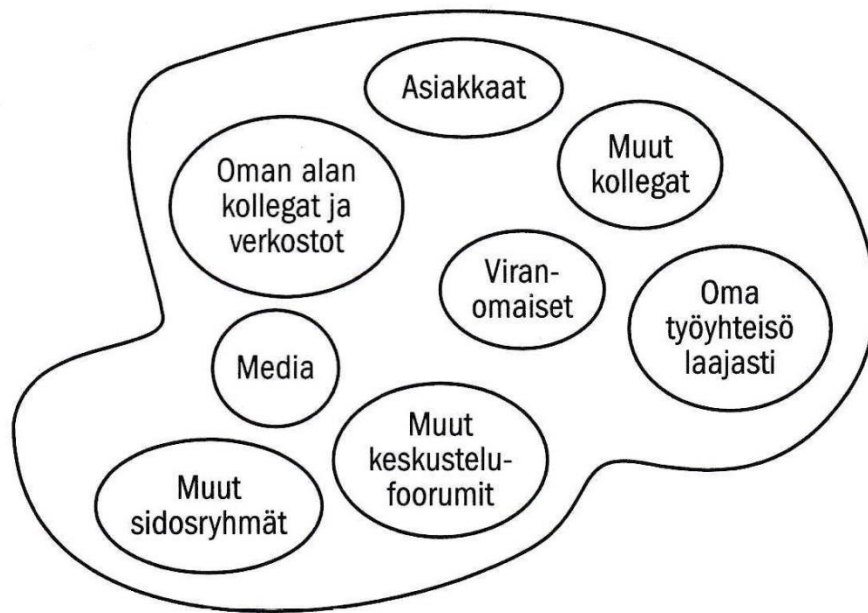 Asiakkaat
Muut
kollegat
Oman alan
kollegat ja
verkostot
Viran-
omaiset
Oma
työyhteisö
laajasti
Media
Muut
keskustelu-
foorumit
Muut
sidosryhmät